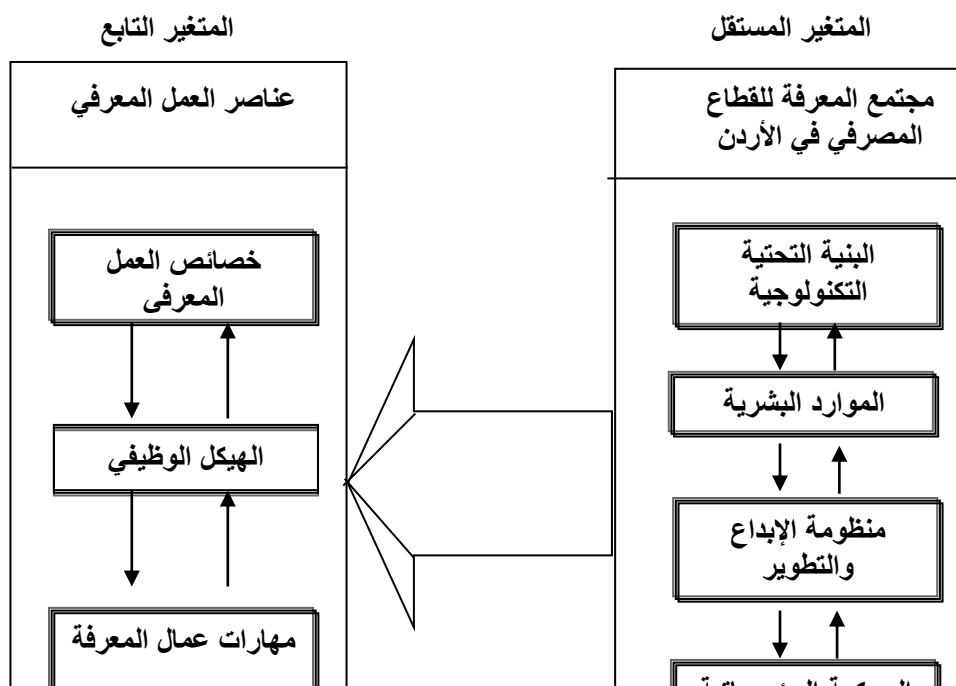 المتغير المستقل
المتغير التابع
مجتمع المعرفة للقطاع
المصرفي في الأردن
البنية التحتية
التكنولوجية
الموارد البشرية
منظومة الإبداع
والتطوير
عناصر العمل المعرفي
خصائص العمل
المعرفي
الهيكل الوظيفي
مهارات عمال المعرفة